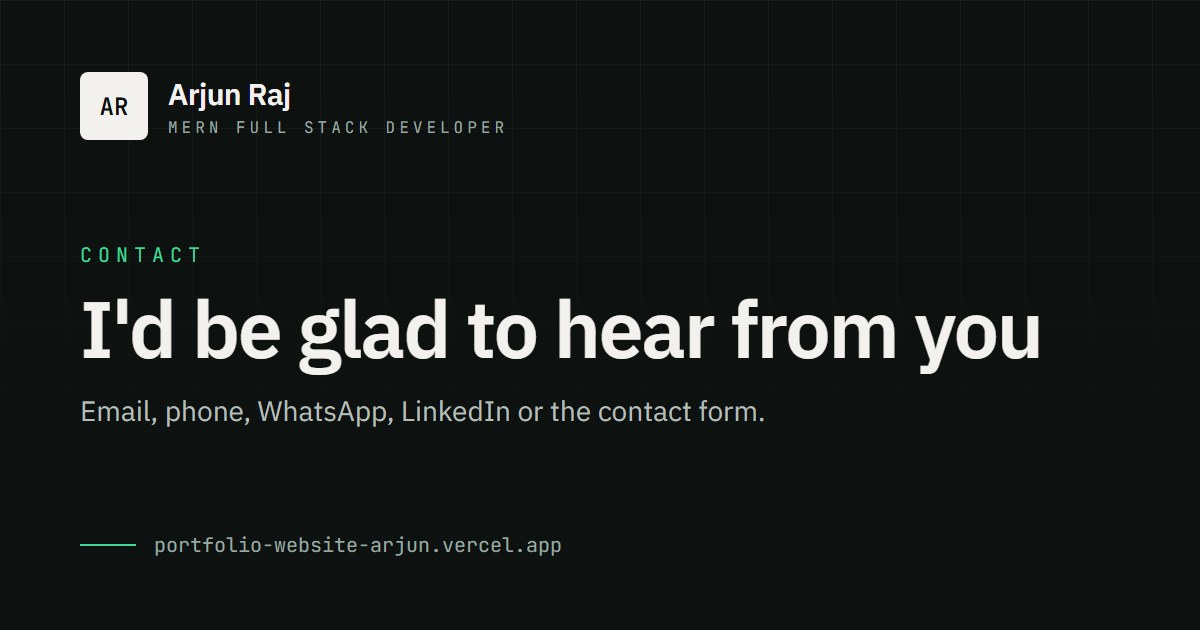 AR
Arjun Raj
MERN FULL STACK DEVELOPER
CONTACT
I'd be glad to hear from you
Email, phone, WhatsApp, LinkedIn or the contact form.
portfolio-website-arjun.vercel.app